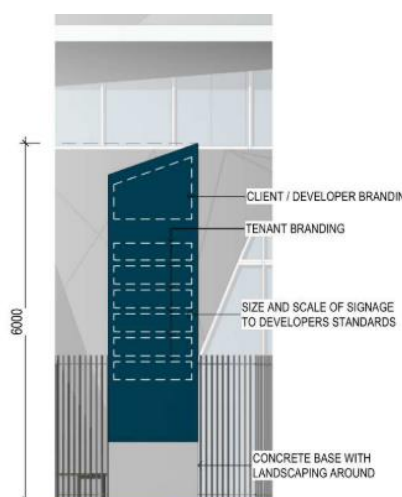 CLIENT / DEVELOPER BRANDIN
TENANT BRANDING
SIZE AND SCALE OF SIGNAGE
TO DEVELOPERS STANDARDS
6000
CONCRETE BASE WITH
LANDSCAPING AROUND